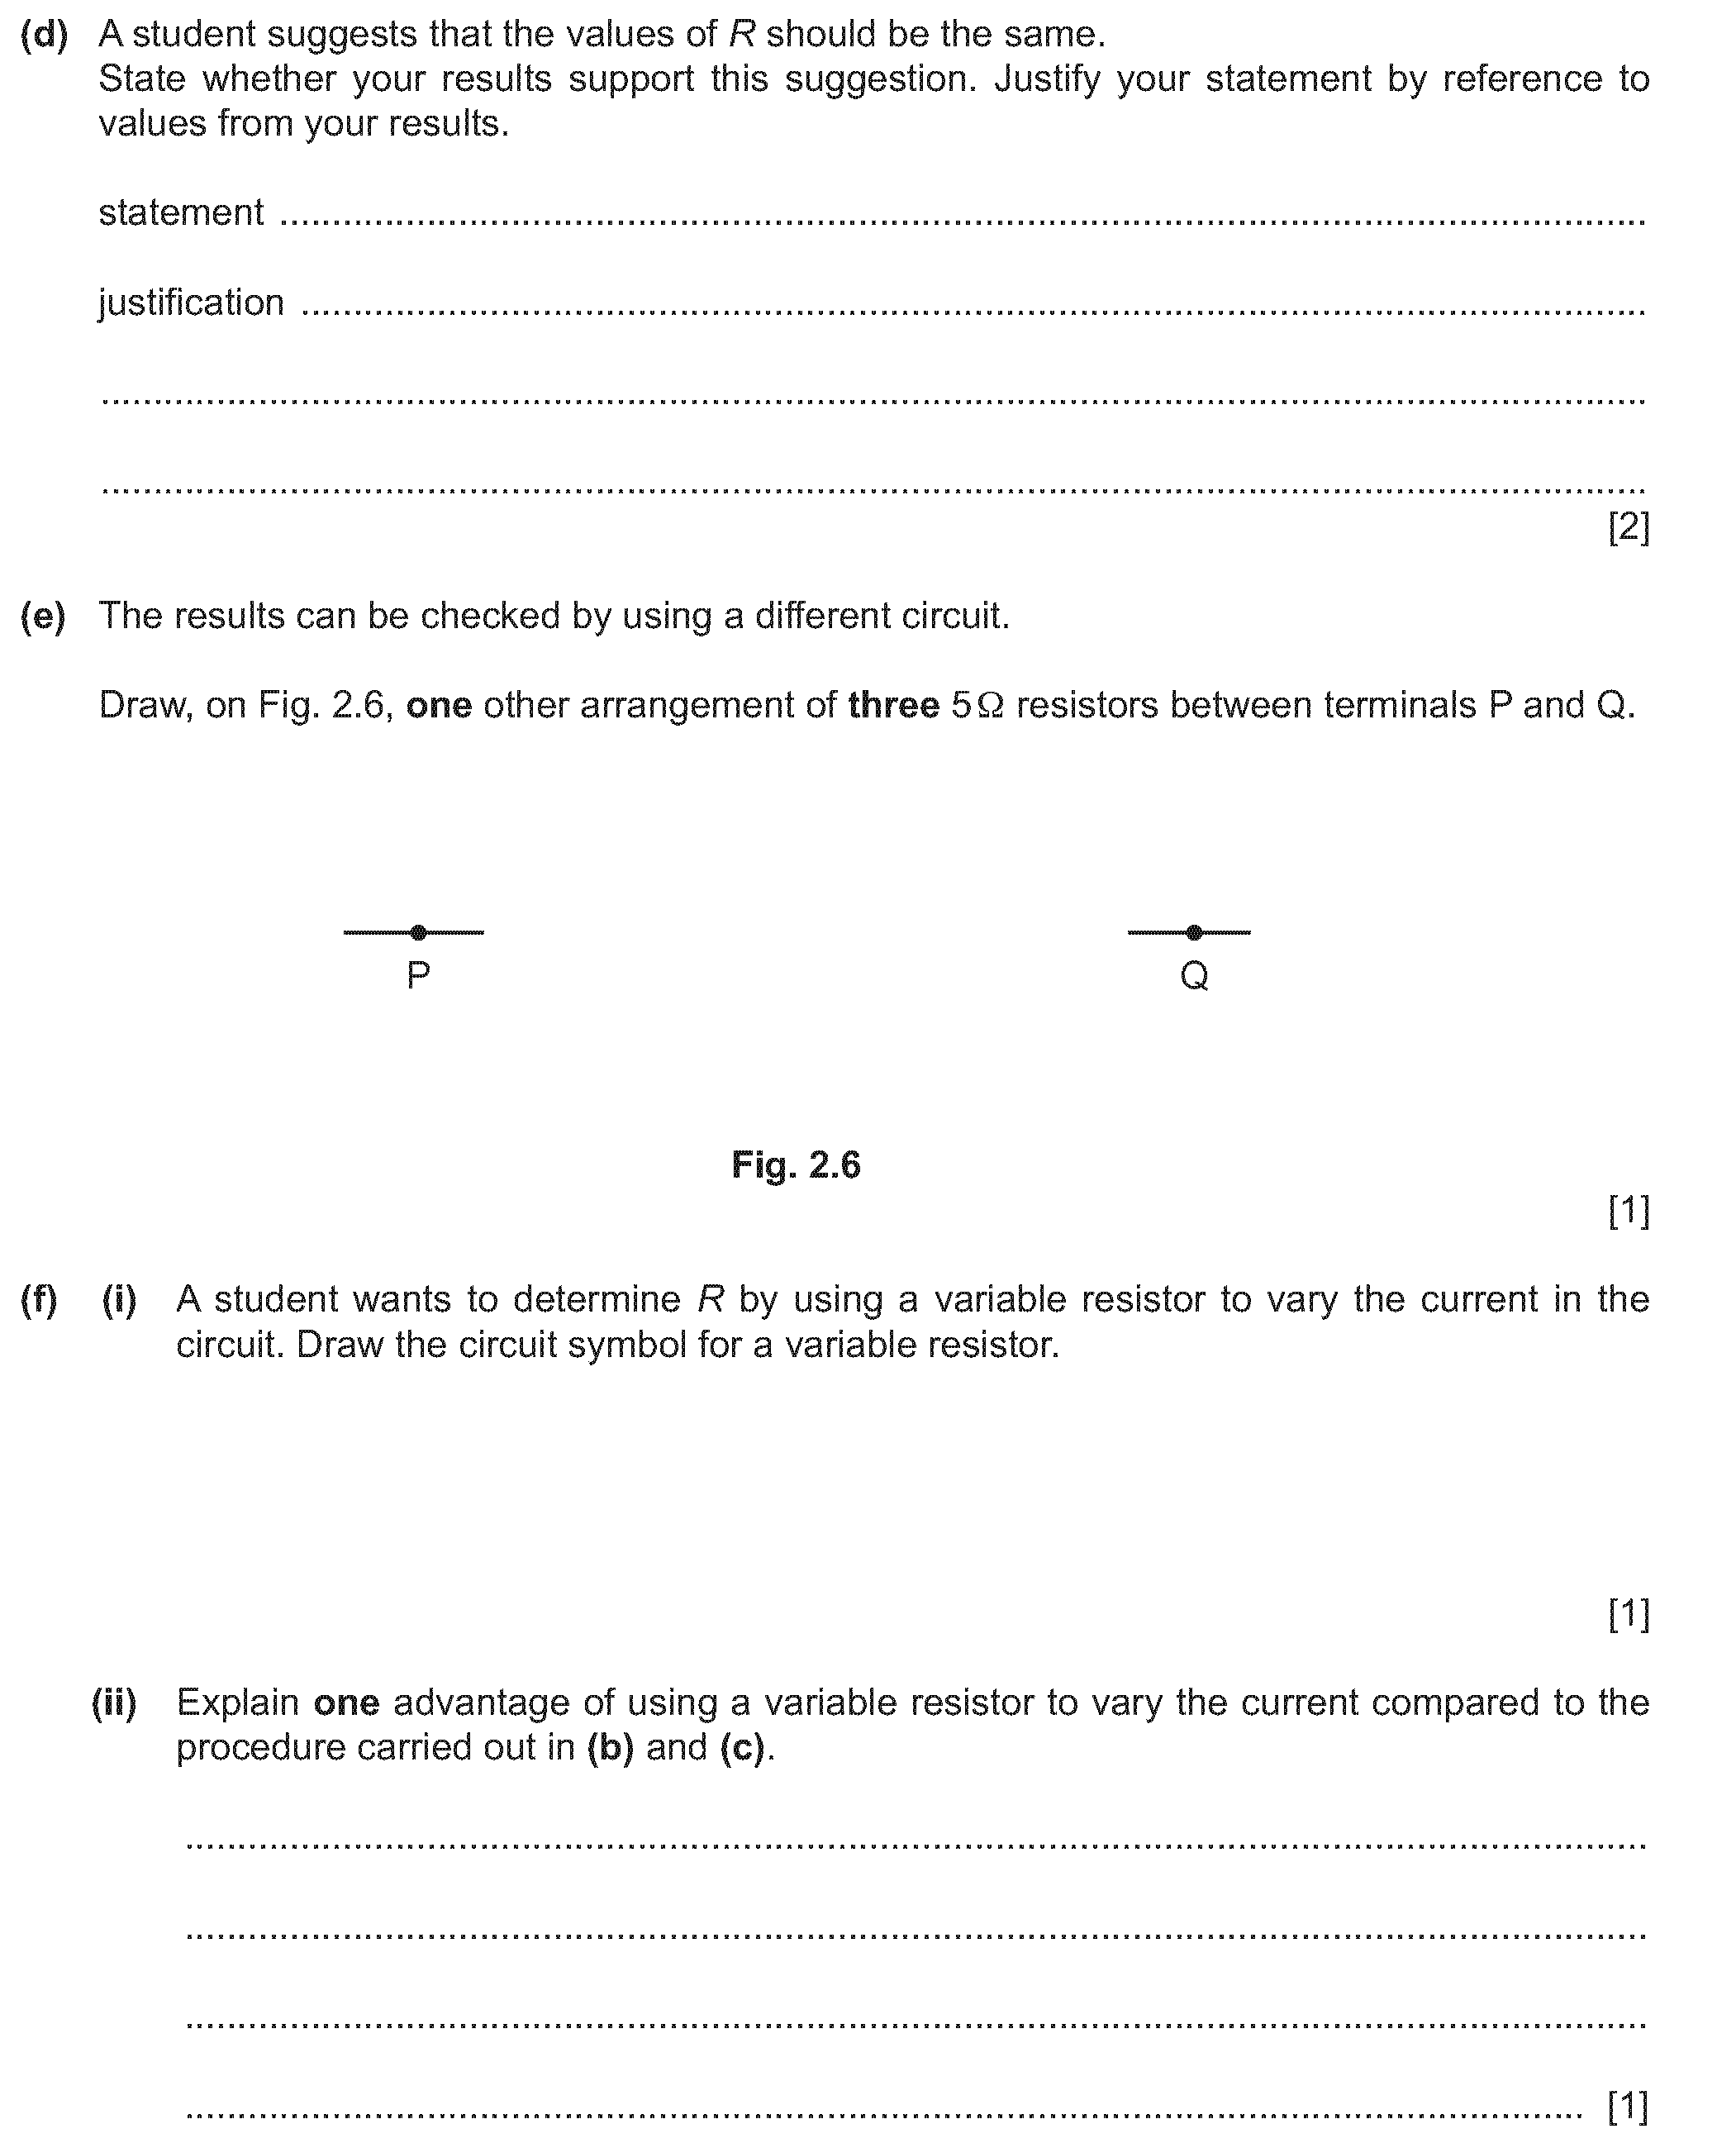 (d) A student suggests that the values of R should be the same.
State whether your results support this suggestion. Justify your statement by reference to
values from your results.
statement ..........................................................................................................................
justification ........................................................................................................................
..........................................................................................................................................
..........................................................................................................................................
[2]
(e) The results can be checked by using a different circuit.
Draw, on Fig. 2.6, one other arrangement of three 5Ω resistors between terminals P and Q.
P Q
Fig. 2.6
[1]
(f) (i) A student wants to determine R by using a variable resistor to vary the current in the
circuit. Draw the circuit symbol for a variable resistor.
[1]
(ii) Explain one advantage of using a variable resistor to vary the current compared to the
procedure carried out in (b) and (c).
..................................................................................................................................
..................................................................................................................................
..................................................................................................................................
............................................................................................................................. [1]